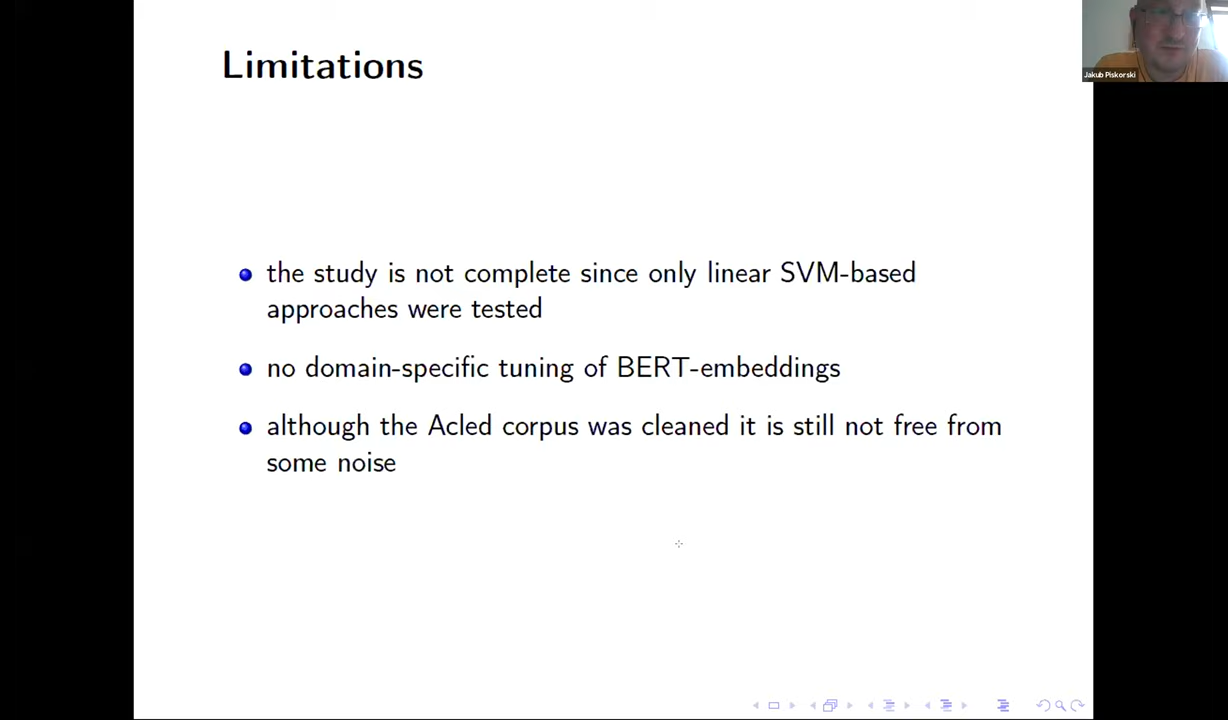 Limitations
Jakub Piskorski
the study is not complete since only linear SVM-based
approaches were tested
no domain-specific tuning of BERT-embeddings
although the Acled corpus was cleaned it is still not free from
some noise